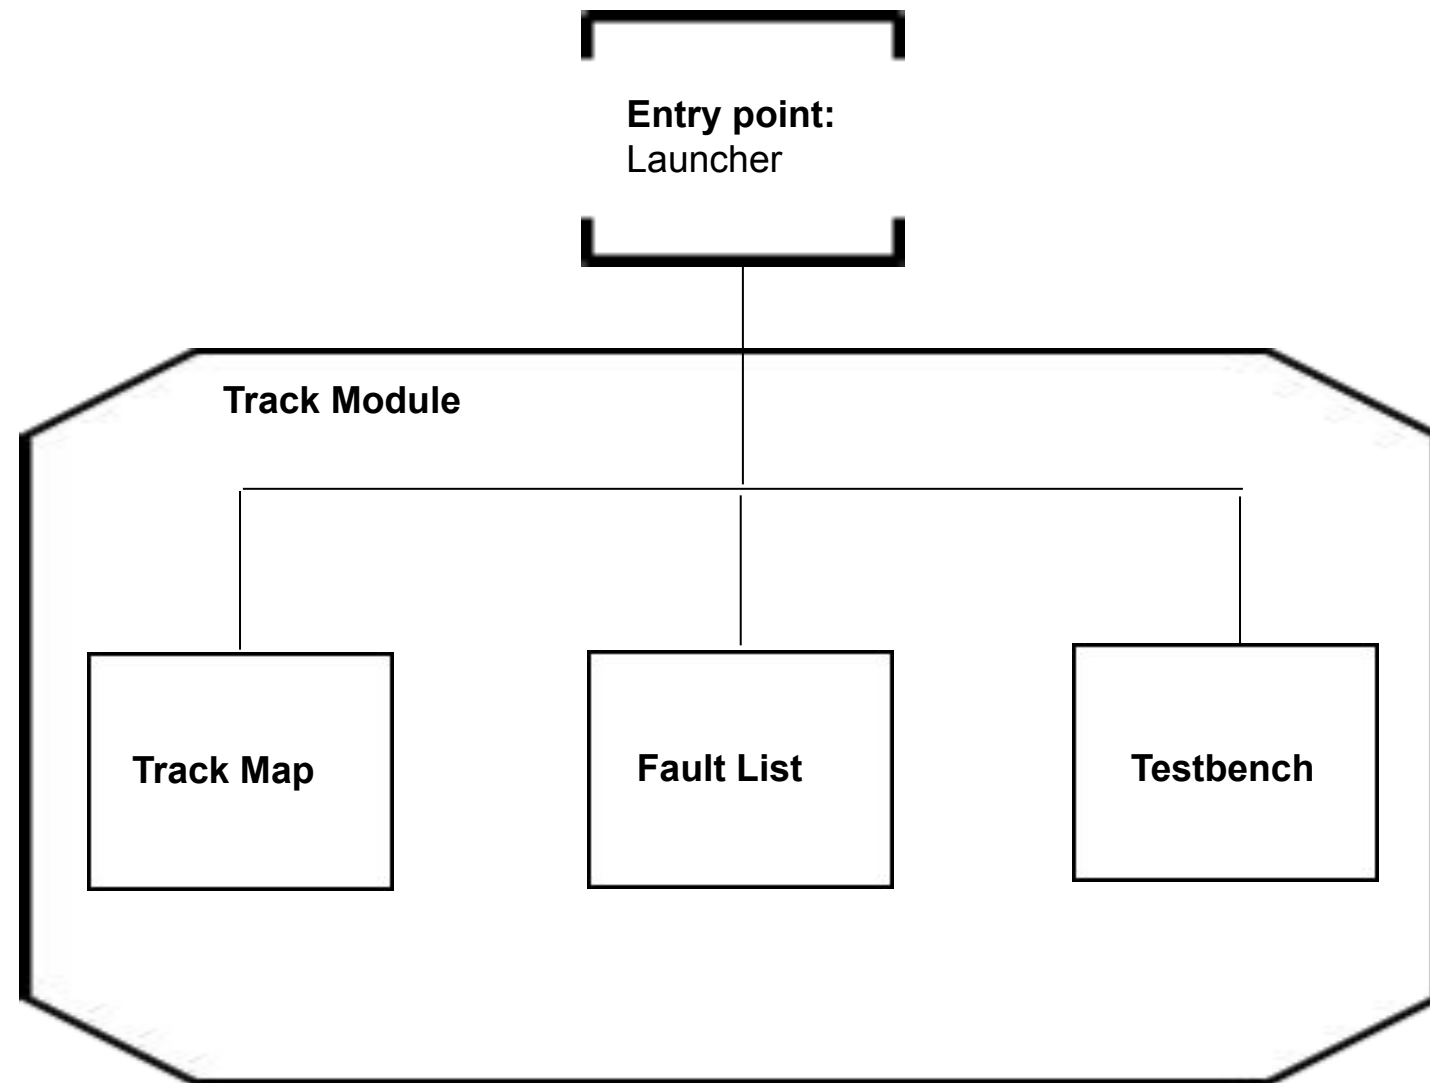 Entry point:
Launcher
Track Module
Track Map
Fault List
Testbench